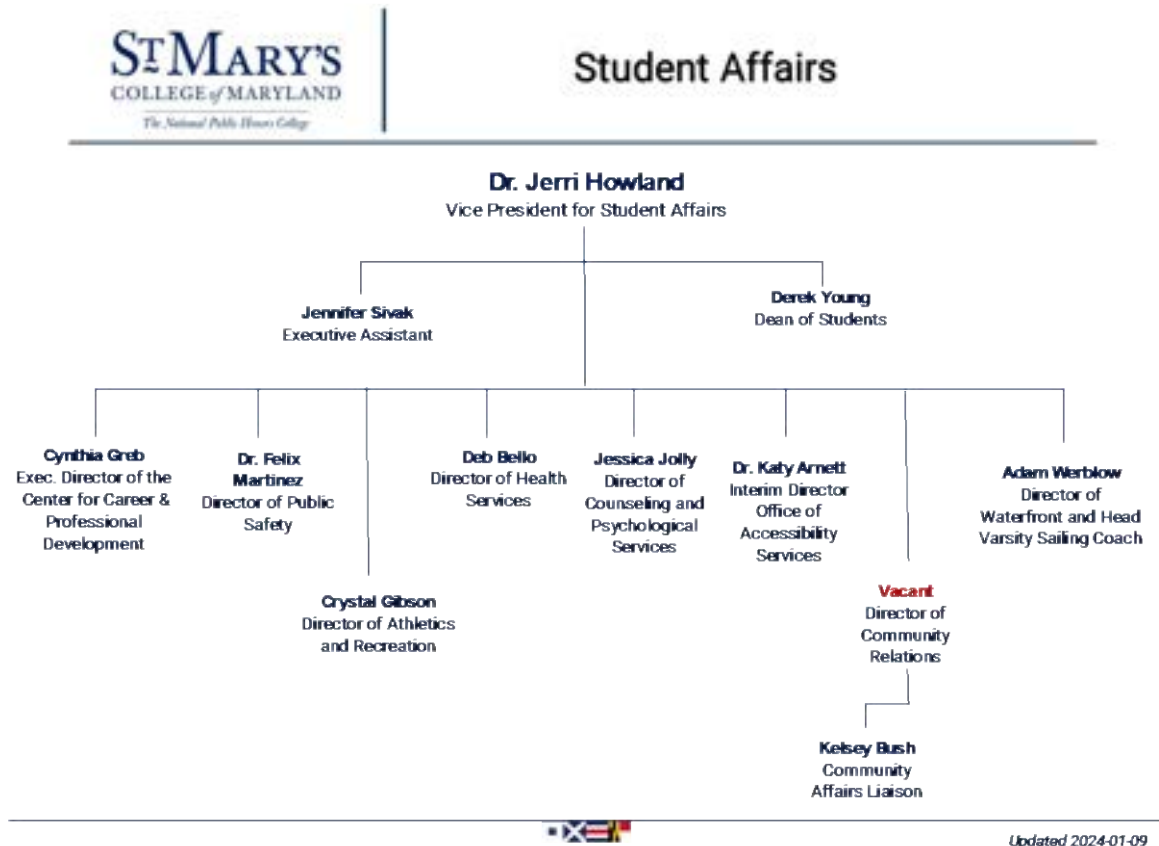 ST MARY'S
COLLEGE of MARYLAND
The National Public Honors College
Student Affairs
Dr. Jerri Howland
Vice President for Student Affairs
Jennifer Sivak
Executive Assistant
Derek Young
Dean of Students
Cynthia Greb
Exec. Director of the
Center for Career &
Professional
Development
Dr. Felix
Martinez
Director of Public
Safety
Crystal Gibson
Director of Athletics
and Recreation
Deb Bello
Director of Health
Services
Jessica Jolly
Director of
Counseling and
Psychological
Services
Dr. Katy Arnett
Interim Director
Office of
Accessibility
Services
Vacant
Director of
Community
Relations
Kelsey Bush
Community
Affairs Liaison
Adam Werblow
Director of
Waterfront and Head
Varsity Sailing Coach
Updated 2024-01-09